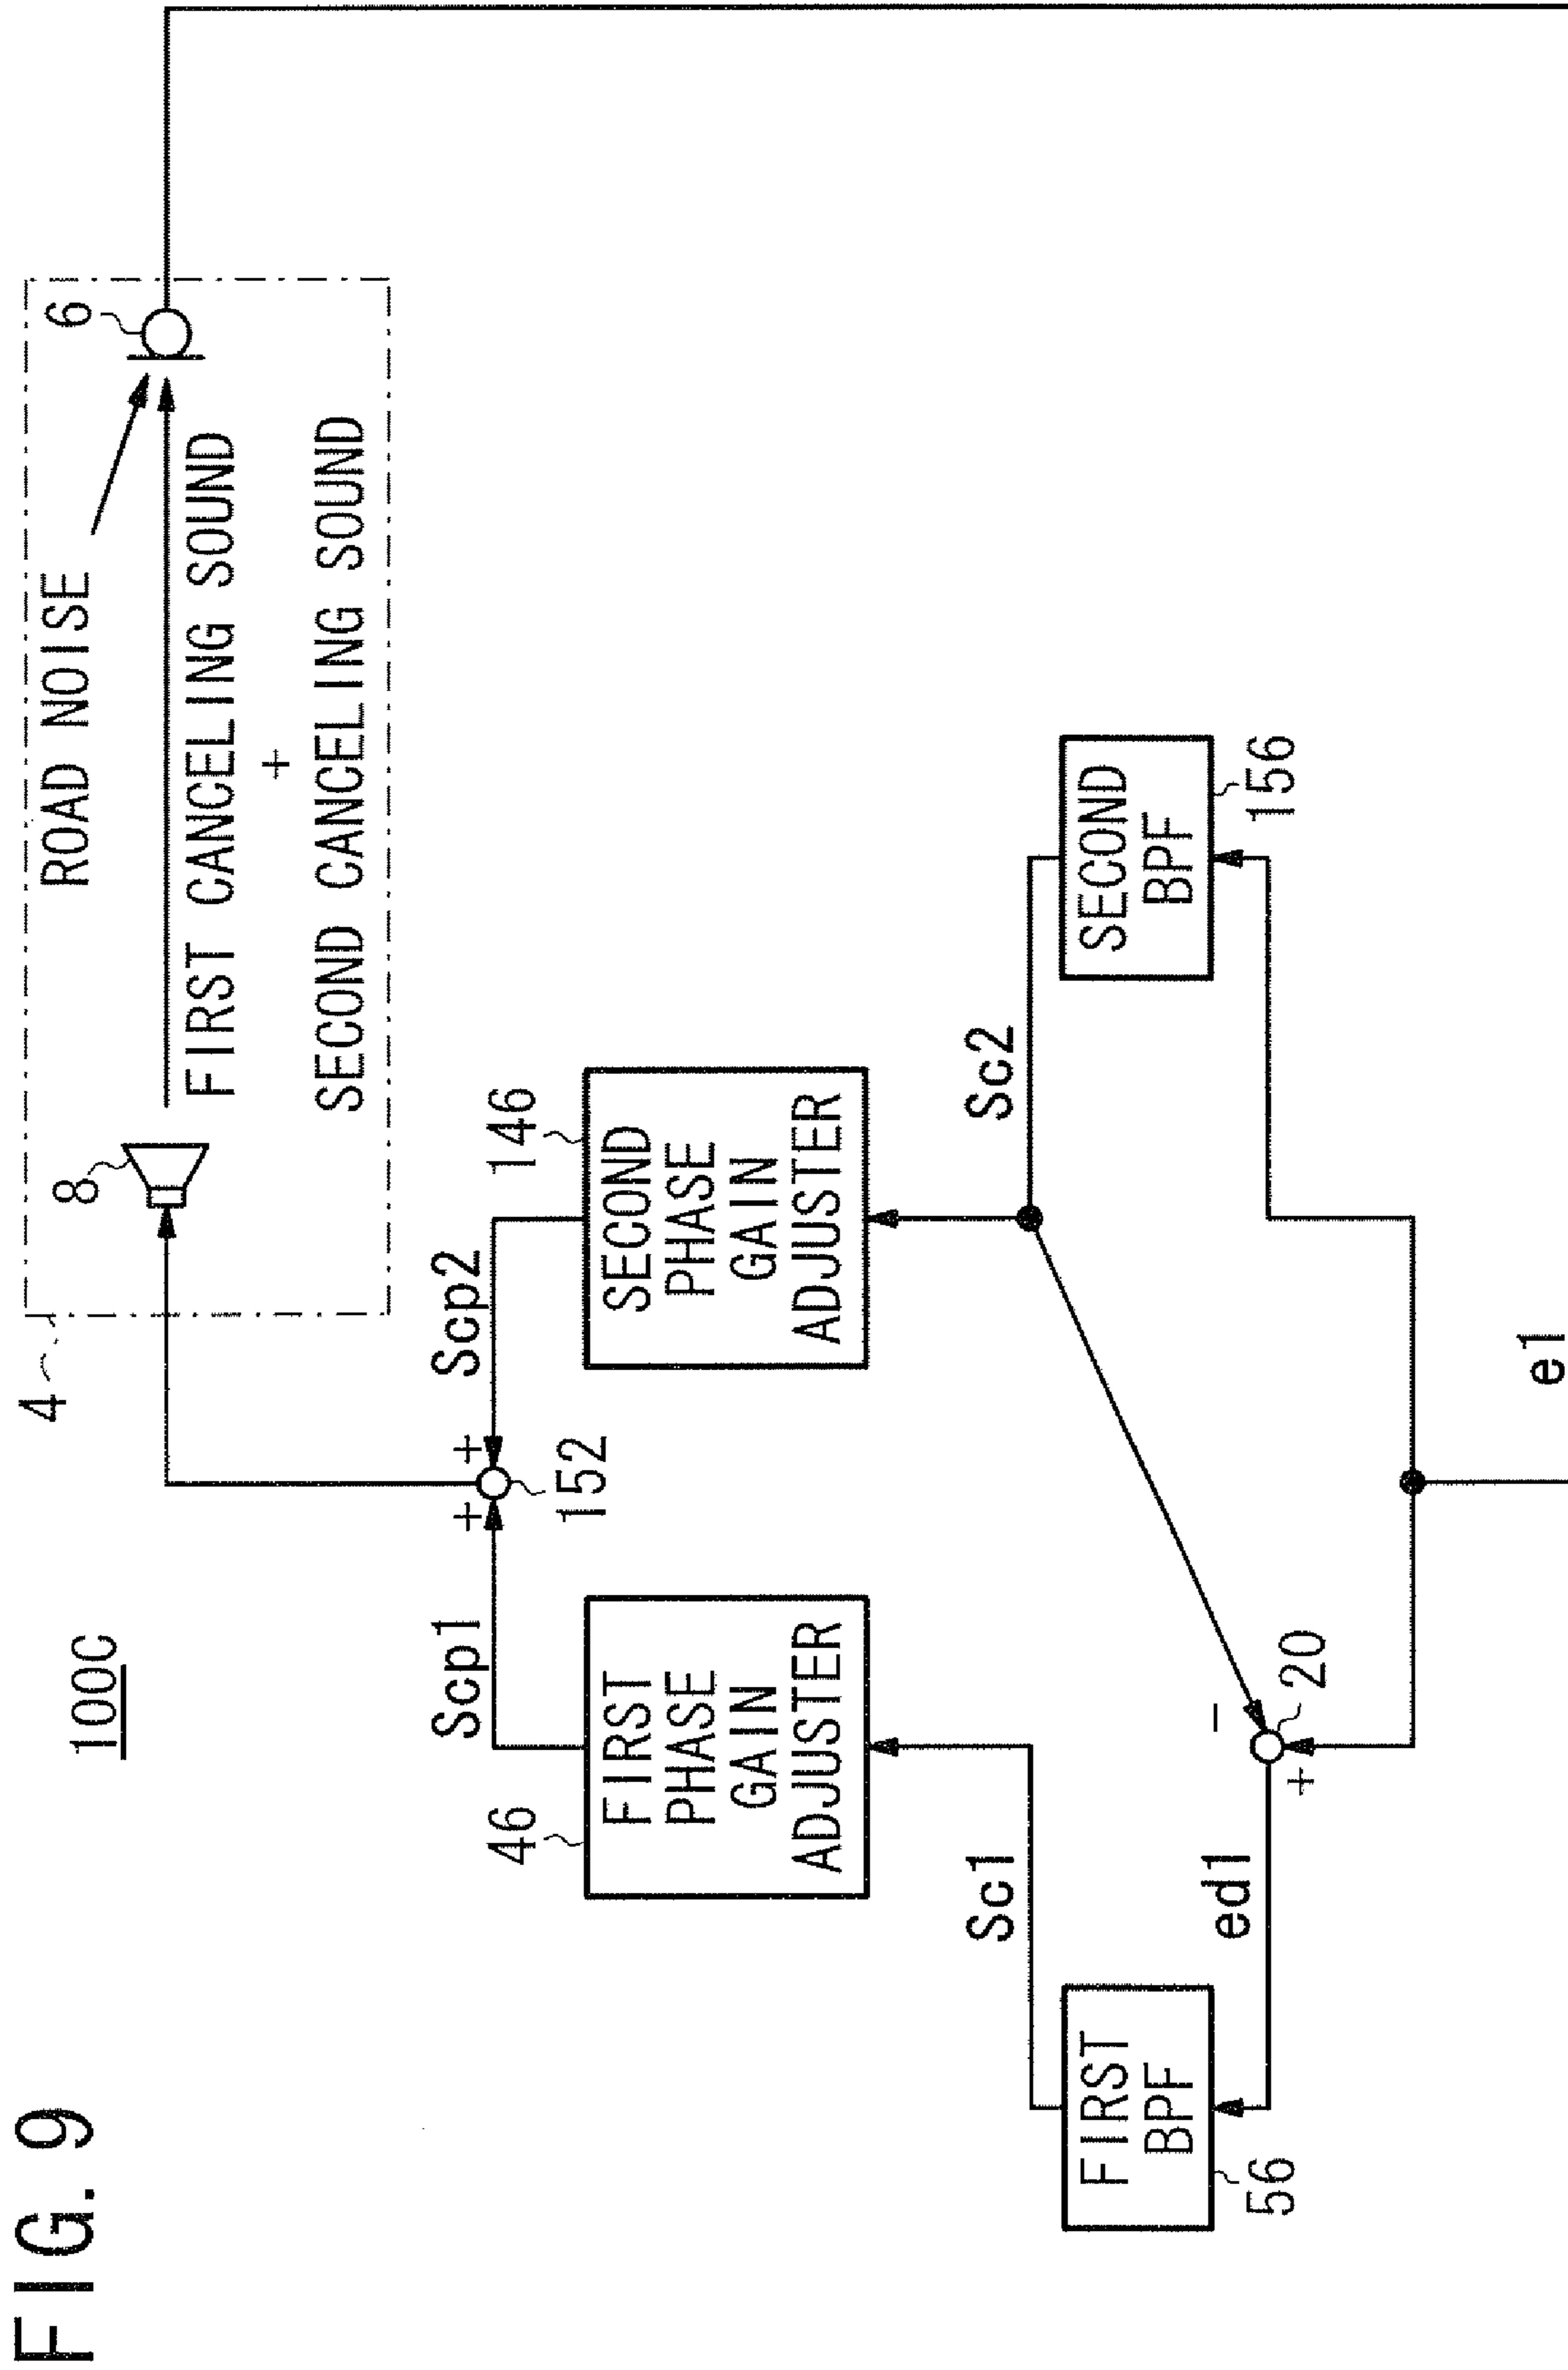 FIG. 9
100C
4
8
6
ROAD NOISE
FIRST CANCELING SOUND
+
SECOND CANCELING SOUND
Scp1
Scp2
+
+
152
46
146
FIRST
PHASE
GAIN
ADJUSTER
SECOND
PHASE
GAIN
ADJUSTER
Sc1
Sc2
FIRST
BPF
56
SECOND
BPF
156
ed1
−
+
20
e1